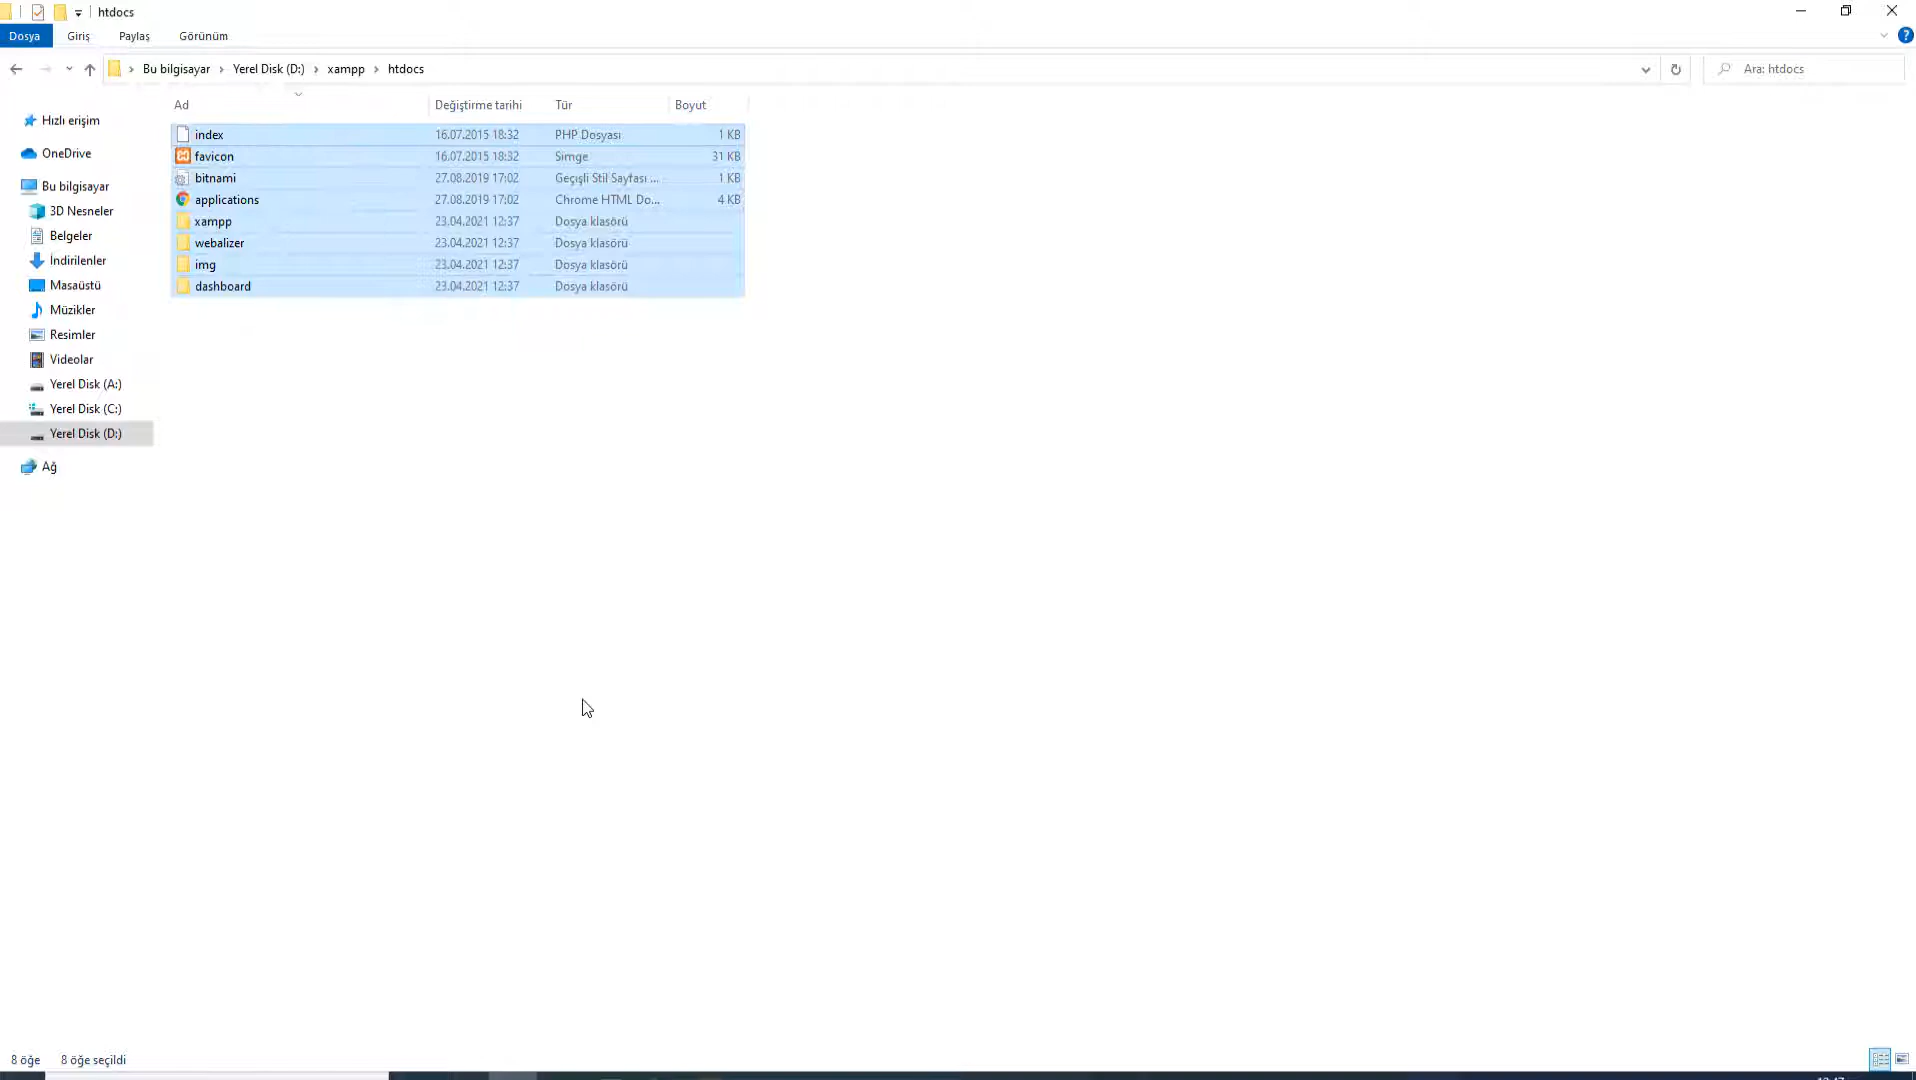 htdocs
Dosya Giriş Paylaş Görünüm
Bu bilgisayar Yerel Disk (D:) xampp htdocs
Ara: htdocs
Ad Değiştirme tarihi Tür Boyut
index 16.07.2015 18:32 PHP Dosyası 1 KB
favicon 16.07.2015 18:32 Simge 31 KB
bitnami 27.08.2019 17:02 Geçişli Stil Sayfası ... 1 KB
applications 27.08.2019 17:02 Chrome HTML Do... 4 KB
xampp 23.04.2021 12:37 Dosya klasörü
webalizer 23.04.2021 12:37 Dosya klasörü
img 23.04.2021 12:37 Dosya klasörü
dashboard 23.04.2021 12:37 Dosya klasörü
Hızlı erişim
OneDrive
Bu bilgisayar
3D Nesneler
Belgeler
İndirilenler
Masaüstü
Müzikler
Resimler
Videolar
Yerel Disk (A:)
Yerel Disk (C:)
Yerel Disk (D:)
Ağ
8 öğe 8 öğe seçildi